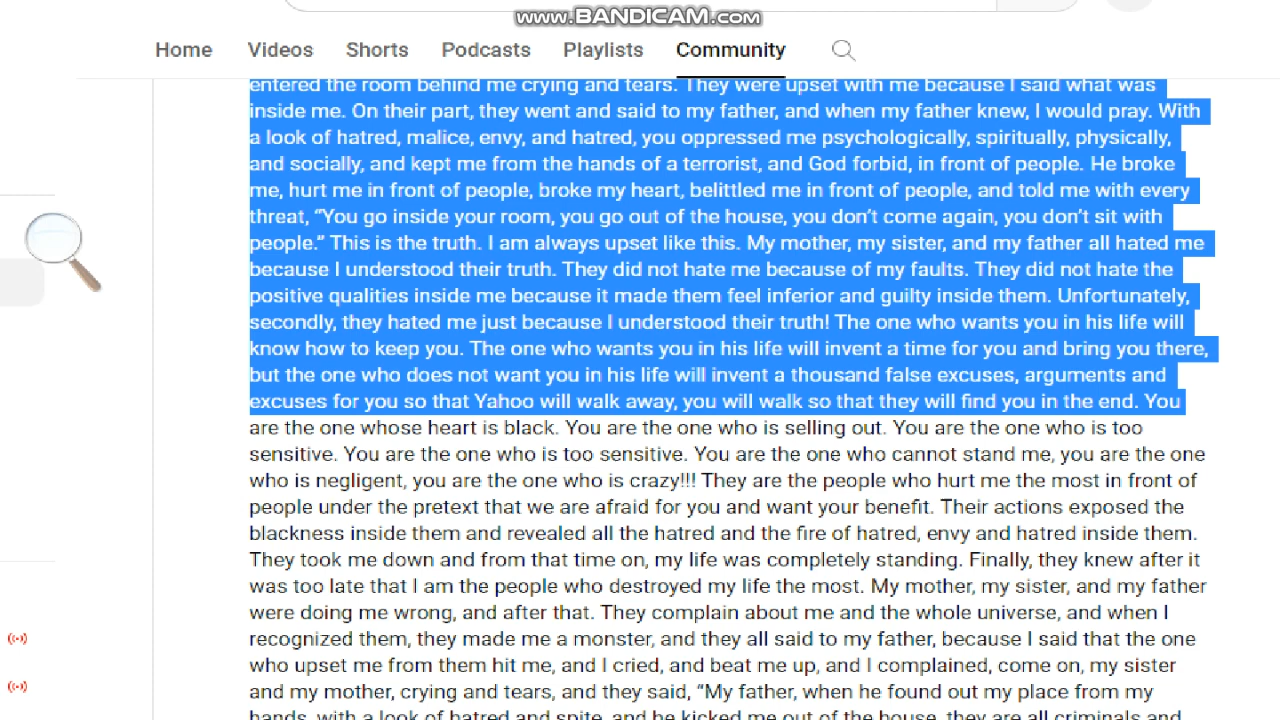 www.BANDICAM.com
Home Videos Shorts Podcasts Playlists Community
entered the room behind me crying and tears. They were upset with me because I said what was
inside me. On their part, they went and said to my father, and when my father knew, I would pray. With
a look of hatred, malice, envy, and hatred, you oppressed me psychologically, spiritually, physically,
and socially, and kept me from the hands of a terrorist, and God forbid, in front of people. He broke
me, hurt me in front of people, broke my heart, belittled me in front of people, and told me with every
threat, “You go inside your room, you go out of the house, you don’t come again, you don’t sit with
people.” This is the truth. I am always upset like this. My mother, my sister, and my father all hated me
because I understood their truth. They did not hate me because of my faults. They did not hate the
positive qualities inside me because it made them feel inferior and guilty inside them. Unfortunately,
secondly, they hated me just because I understood their truth! The one who wants you in his life will
know how to keep you. The one who wants you in his life will invent a time for you and bring you there,
but the one who does not want you in his life will invent a thousand false excuses, arguments and
excuses for you so that Yahoo will walk away, you will walk so that they will find you in the end. You
are the one whose heart is black. You are the one who is selling out. You are the one who is too
sensitive. You are the one who is too sensitive. You are the one who cannot stand me, you are the one
who is negligent, you are the one who is crazy!!! They are the people who hurt me the most in front of
people under the pretext that we are afraid for you and want your benefit. Their actions exposed the
blackness inside them and revealed all the hatred and the fire of hatred, envy and hatred inside them.
They took me down and from that time on, my life was completely standing. Finally, they knew after it
was too late that I am the people who destroyed my life the most. My mother, my sister, and my father
were doing me wrong, and after that. They complain about me and the whole universe, and when I
recognized them, they made me a monster, and they all said to my father, because I said that the one
who upset me from them hit me, and I cried, and beat me up, and I complained, come on, my sister
and my mother, crying and tears, and they said, “My father, when he found out my place from my
hands, with a look of hatred and spite, and he kicked me out of the house, they are all criminals and